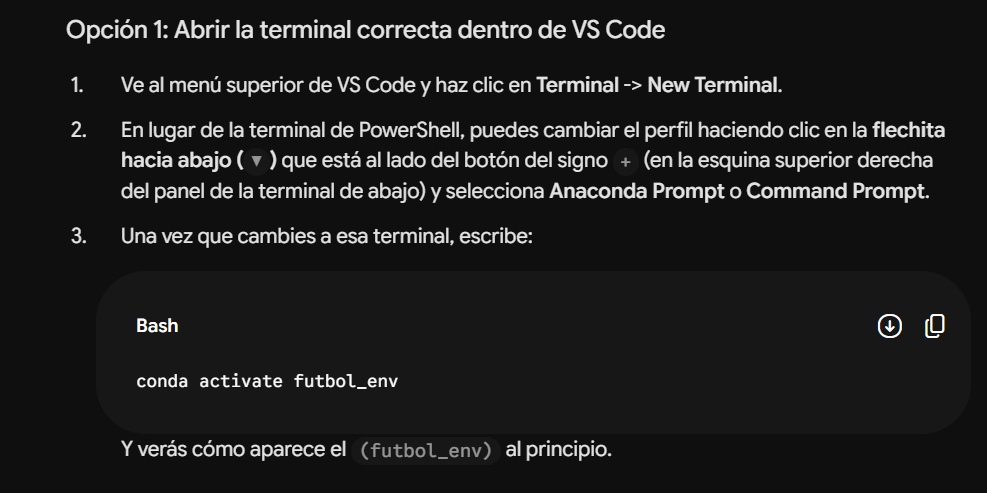 Opción 1: Abrir la terminal correcta dentro de VS Code
1. Ve al menú superior de VS Code y haz clic en Terminal -> New Terminal.
2. En lugar de la terminal de PowerShell, puedes cambiar el perfil haciendo clic en la flechita
hacia abajo ( ▼ ) que está al lado del botón del signo + (en la esquina superior derecha
del panel de la terminal de abajo) y selecciona Anaconda Prompt o Command Prompt.
3. Una vez que cambies a esa terminal, escribe:
Bash
conda activate futbol_env
Y verás cómo aparece el (futbol_env) al principio.